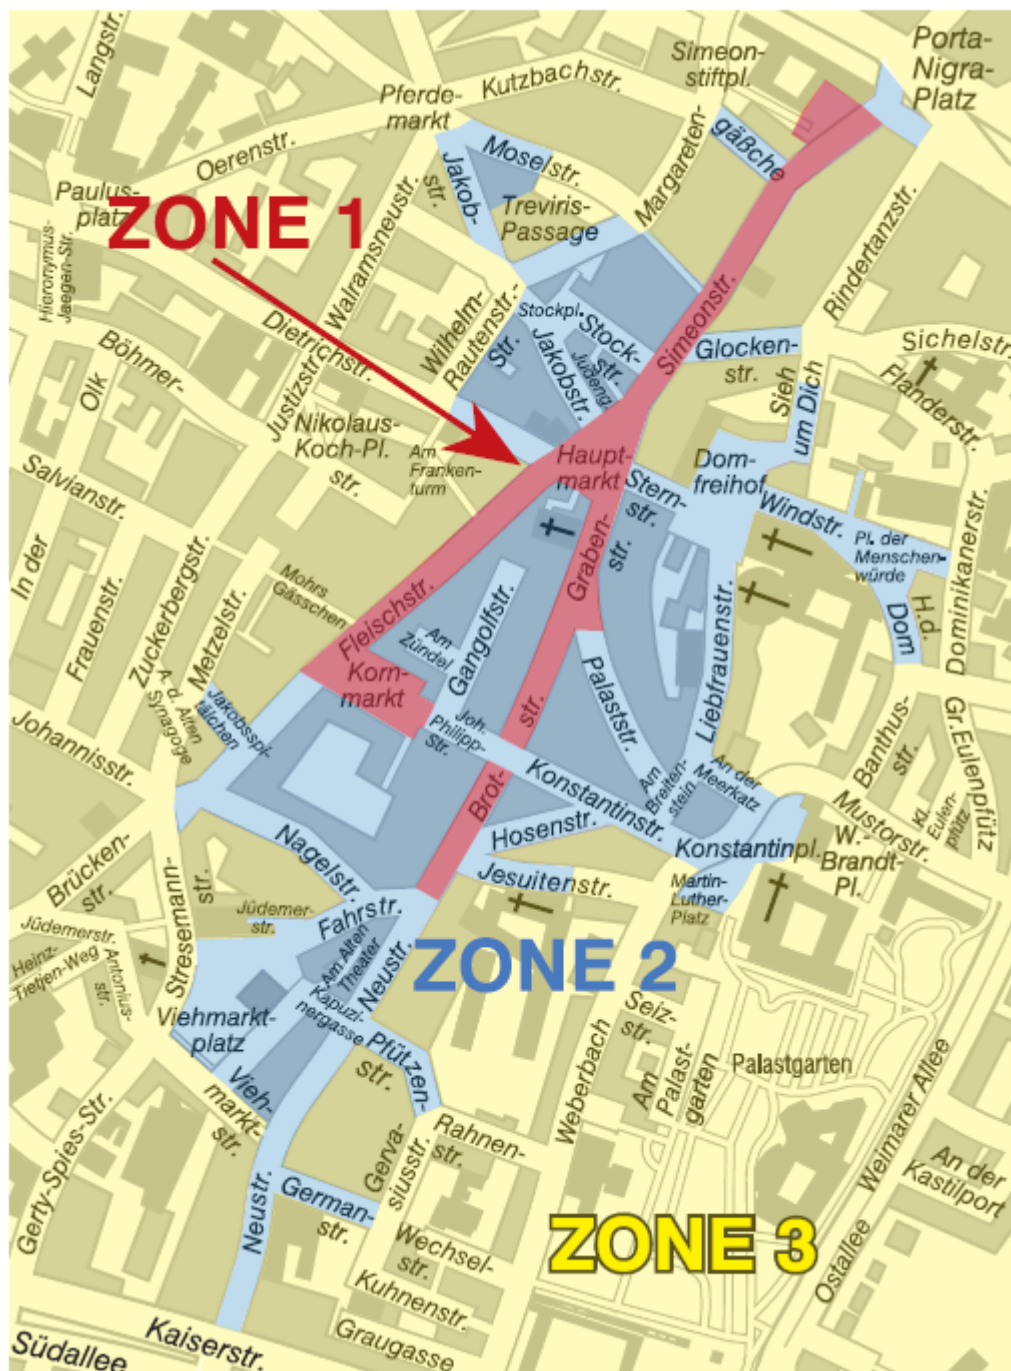 Langstr.
Simeon-
stiftpl.
Porta-
Nigra-
Platz
Kutzbachstr.
Pferde-
markt
Oerenstr.
gäßche
Moselstr.
Margareten-
Jakob-
str.
Paulus-
platz
ZONE 1
Treviris-
Passage
Hieronymus-
Jaegen-Str.
Walramsneustr.
Rindertanzstr.
Wilhelm-
Rautenstr.-
Str.
Stockpl.
Stock-
str.
Jakobstr.
Judeng.
Simeonstr.
Dietrichstr.
Böhmer-
Glocken-
str.
Sichelstr.
Flanderstr.
Sieh
um Dich
Olk
Justizstr.
Nikolaus-
Koch-Pl.
str.
Am
Franken-
turm
Haupt-
markt
Dom-
freihof
Stern-
str.
Windstr.
Salvianstr.
In der
Pl. der
Menschen-
würde
Graben-
str.
Dominikanerstr.
H.d.
Dom
Frauenstr.
Zuckerbergstr.
Metzelstr.
Mohrs
Gässchen
Fleischstr.
Am
Zündel
Gangolfstr.
Korn-
markt
Liebfrauenstr.
Palaststr.
A. d. Alten
Synagoge
Jakobsspi-
tälchen
Johannisstr.
Joh.
Philipp-
Str.
str.
Brot-
Konstantinstr.
Am
Breiten-
stein
An der
Meerkatz
Banthus-
str.
Gr.Eulenpfütz
Kl.
Eulen-
pfütz
Mustorstr.
Hosenstr.
Konstantinpl.
W.-
Brandt-
Pl.
Nagelstr.
Brücken-
str.
Stresemann-
str.
Jesuitenstr.
Martin-
Luther-
Platz
Jüdemer-
str.
Fahrstr.
Jüdemerstr.
Heinz-
Tietjen-Weg
Antonius-
str.
Am Alten
Theater
Neustr.
ZONE 2
Kapuzi-
nergasse
Viehmarkt-
platz
Pfützen-
str.
Seiz-
str.
Weberbach
Am
Palast-
garten
Palastgarten
Weimarer Allee
Vieh-
markt-
str.
Rahnen-
str.
Gerva-
siusstr.
Gerty-Spies-Str.
Neustr.
German-
str.
An der
Kastilport
ZONE 3
Wechsel-
str.
Ostallee
Kuhnenstr.
Kaiserstr.
Südallee
Graugasse